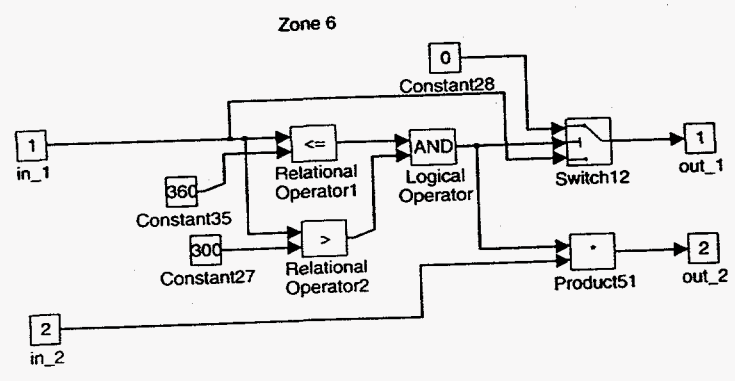 Zone 6
0
Constant28
1
in_1
<=
Relational
Operator1
AND
Logical
Operator
Switch12
1
out_1
360
Constant35
300
Constant27
>
Relational
Operator2
*
Product51
2
out_2
2
in_2